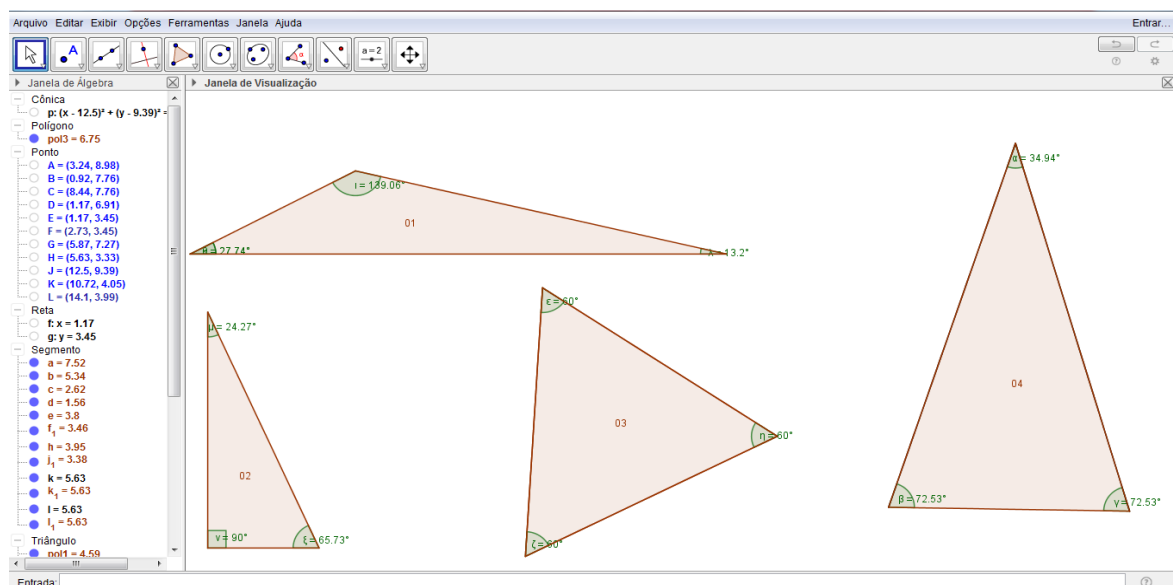 Arquivo Editar Exibir Opções Ferramentas Janela Ajuda Entrar...
A
α
a=2
Janela de Álgebra
Janela de Visualização
Cônica
p: (x - 12.5)² + (y - 9.39)² =
Polígono
pol3 = 6.75
Ponto
A = (3.24, 8.98)
B = (0.92, 7.76)
C = (8.44, 7.76)
D = (1.17, 6.91)
E = (1.17, 3.45)
F = (2.73, 3.45)
G = (5.87, 7.27)
H = (5.63, 3.33)
J = (12.5, 9.39)
K = (10.72, 4.05)
L = (14.1, 3.99)
Reta
f: x = 1.17
g: y = 3.45
Segmento
a = 7.52
b = 5.34
c = 2.62
d = 1.56
e = 3.8
f₁ = 3.46
h = 3.95
j₁ = 3.38
k = 5.63
k₁ = 5.63
l = 5.63
l₁ = 5.63
Triângulo
pol1 = 4.59
ι = 139.06°
01
θ = 27.74°
λ = 13.2°
μ = 24.27°
02
ν = 90°
ξ = 65.73°
ε = 60°
03
η = 60°
ζ = 60°
α = 34.94°
04
β = 72.53°
γ = 72.53°
Entrada: